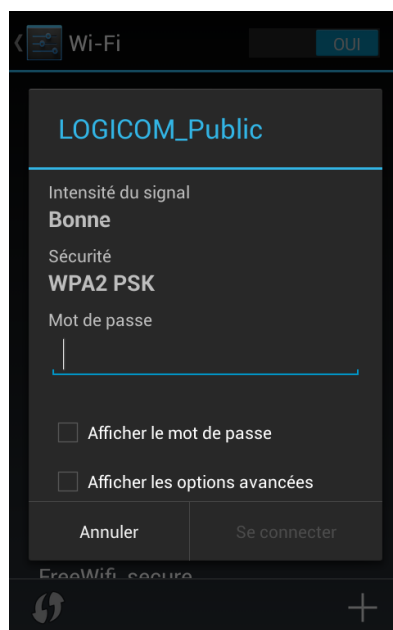 Wi-Fi
OUI
LOGICOM_Public
Intensité du signal
Bonne
Sécurité
WPA2 PSK
Mot de passe
Afficher le mot de passe
Afficher les options avancées
Annuler
Se connecter
FreeWifi_secure